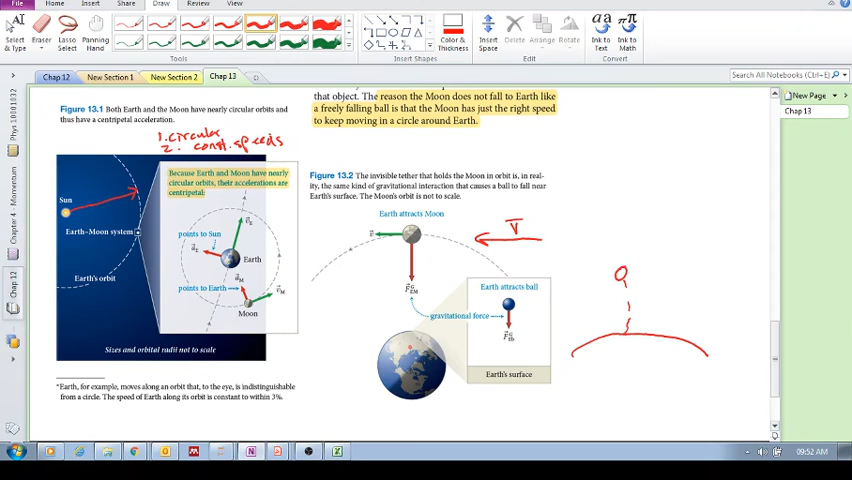 File
Home
Insert
Draw
History
Review
View
Select & Type
Eraser
Lasso Select
Panning Hand
Tools
Color & Thickness
Shapes
Insert Space
Delete
Arrange
Rotate
Edit
Ink to Text
Ink to Math
Convert
Phys 10001032
Chapter 4 - Momentum
Chap 12
Chap 12
New Section 1
New Section 2
Chap 13
Search All Notebooks (Ctrl+E)
New Page
Chap 13
that object. The reason the Moon does not fall to Earth like
a freely falling ball is that the Moon has just the right speed
to keep moving in a circle around Earth.
Figure 13.1 Both Earth and the Moon have nearly circular orbits and
thus have a centripetal acceleration.
1. circular
2. const. speeds
Because Earth and Moon have nearly
circular orbits, their accelerations are
centripetal:
Sun
points to Sun
Earth–Moon system
Earth
points to Earth
Moon
Earth's orbit
Sizes and orbital radii not to scale
*Earth, for example, moves along an orbit that, to the eye, is indistinguishable
from a circle. The speed of Earth along its orbit is constant to within 3%.
Figure 13.2 The invisible tether that holds the Moon in orbit is, in real-
ity, the same kind of gravitational interaction that causes a ball to fall near
Earth's surface. The Moon's orbit is not to scale.
Earth attracts Moon
V
Earth attracts ball
gravitational force
Earth's surface
09:52 AM